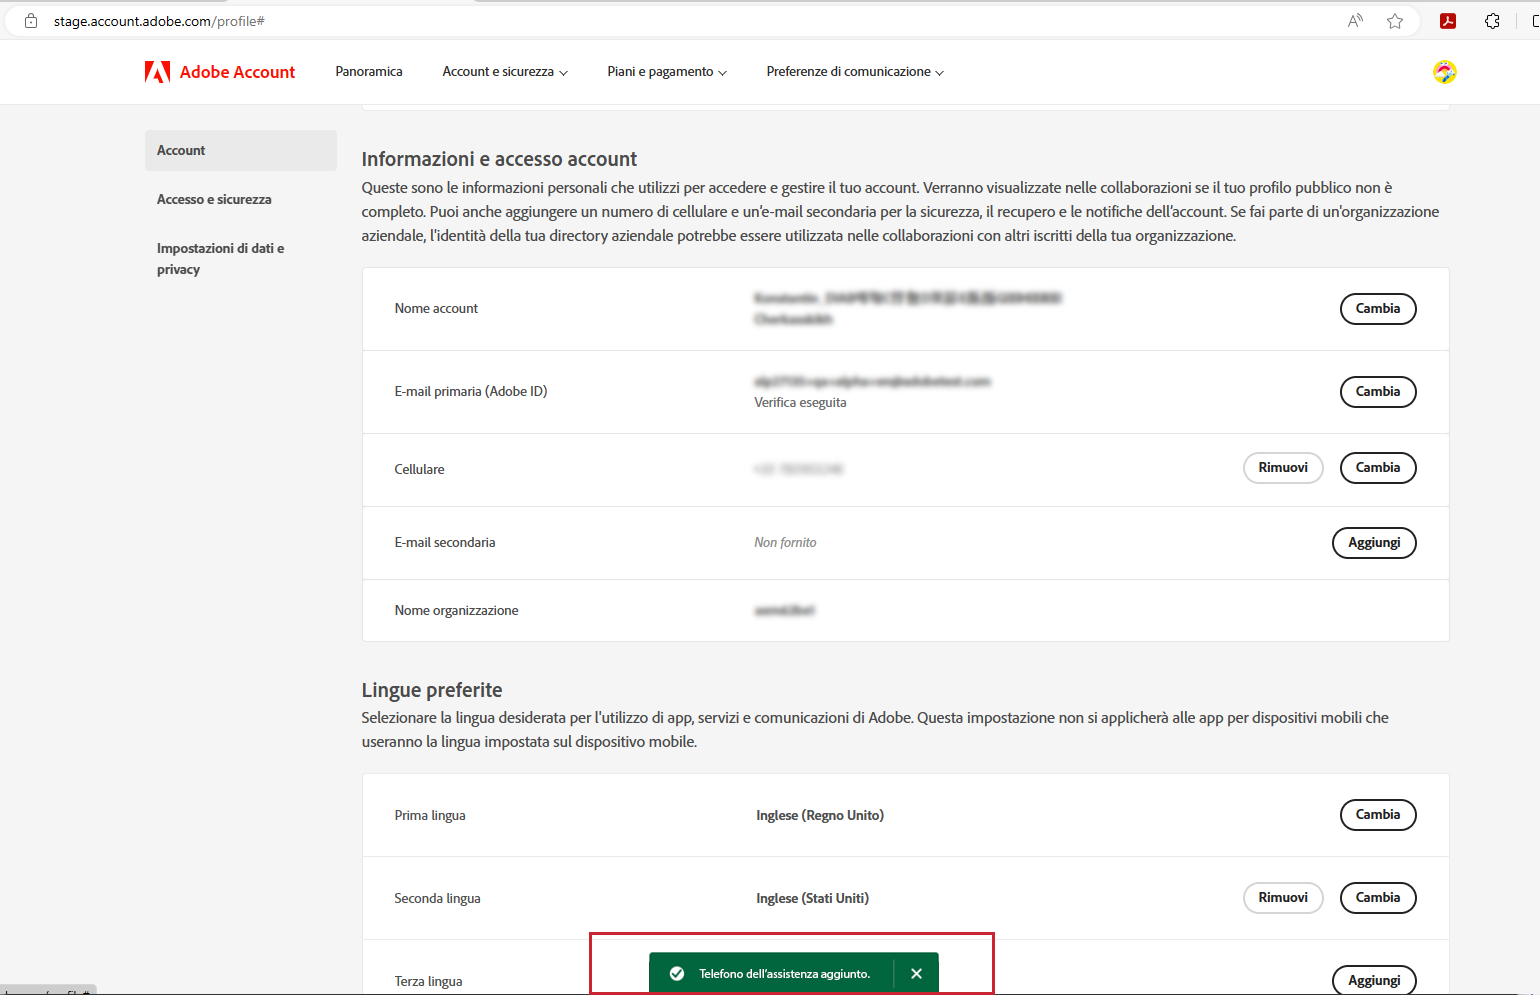 stage.account.adobe.com/profile#
Adobe Account
Panoramica
Account e sicurezza
Piani e pagamento
Preferenze di comunicazione
Account
Accesso e sicurezza
Impostazioni di dati e
privacy
Informazioni e accesso account
Queste sono le informazioni personali che utilizzi per accedere e gestire il tuo account. Verranno visualizzate nelle collaborazioni se il tuo profilo pubblico non è
completo. Puoi anche aggiungere un numero di cellulare e un'e-mail secondaria per la sicurezza, il recupero e le notifiche dell'account. Se fai parte di un'organizzazione
aziendale, l'identità della tua directory aziendale potrebbe essere utilizzata nelle collaborazioni con altri iscritti della tua organizzazione.
Nome account
Cambia
E-mail primaria (Adobe ID)
Verifica eseguita
Cambia
Cellulare
Rimuovi
Cambia
E-mail secondaria
Non fornito
Aggiungi
Nome organizzazione
Lingue preferite
Selezionare la lingua desiderata per l'utilizzo di app, servizi e comunicazioni di Adobe. Questa impostazione non si applicherà alle app per dispositivi mobili che
useranno la lingua impostata sul dispositivo mobile.
Prima lingua
Inglese (Regno Unito)
Cambia
Seconda lingua
Inglese (Stati Uniti)
Rimuovi
Cambia
Terza lingua
Telefono dell'assistenza aggiunto.
Aggiungi